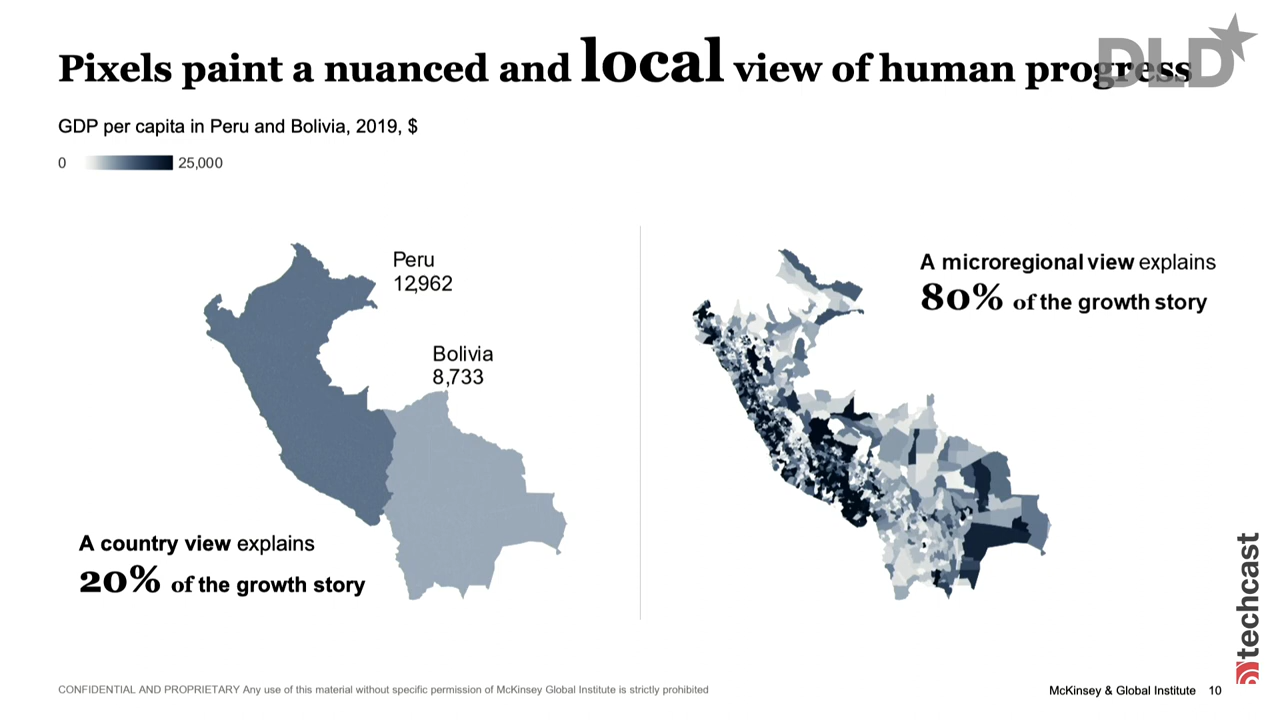 Pixels paint a nuanced and local view of human progress
DLD
GDP per capita in Peru and Bolivia, 2019, $
0 25,000
Peru
12,962
Bolivia
8,733
A country view explains
20% of the growth story
A microregional view explains
80% of the growth story
techcast
CONFIDENTIAL AND PROPRIETARY Any use of this material without specific permission of McKinsey Global Institute is strictly prohibited
McKinsey & Global Institute 10